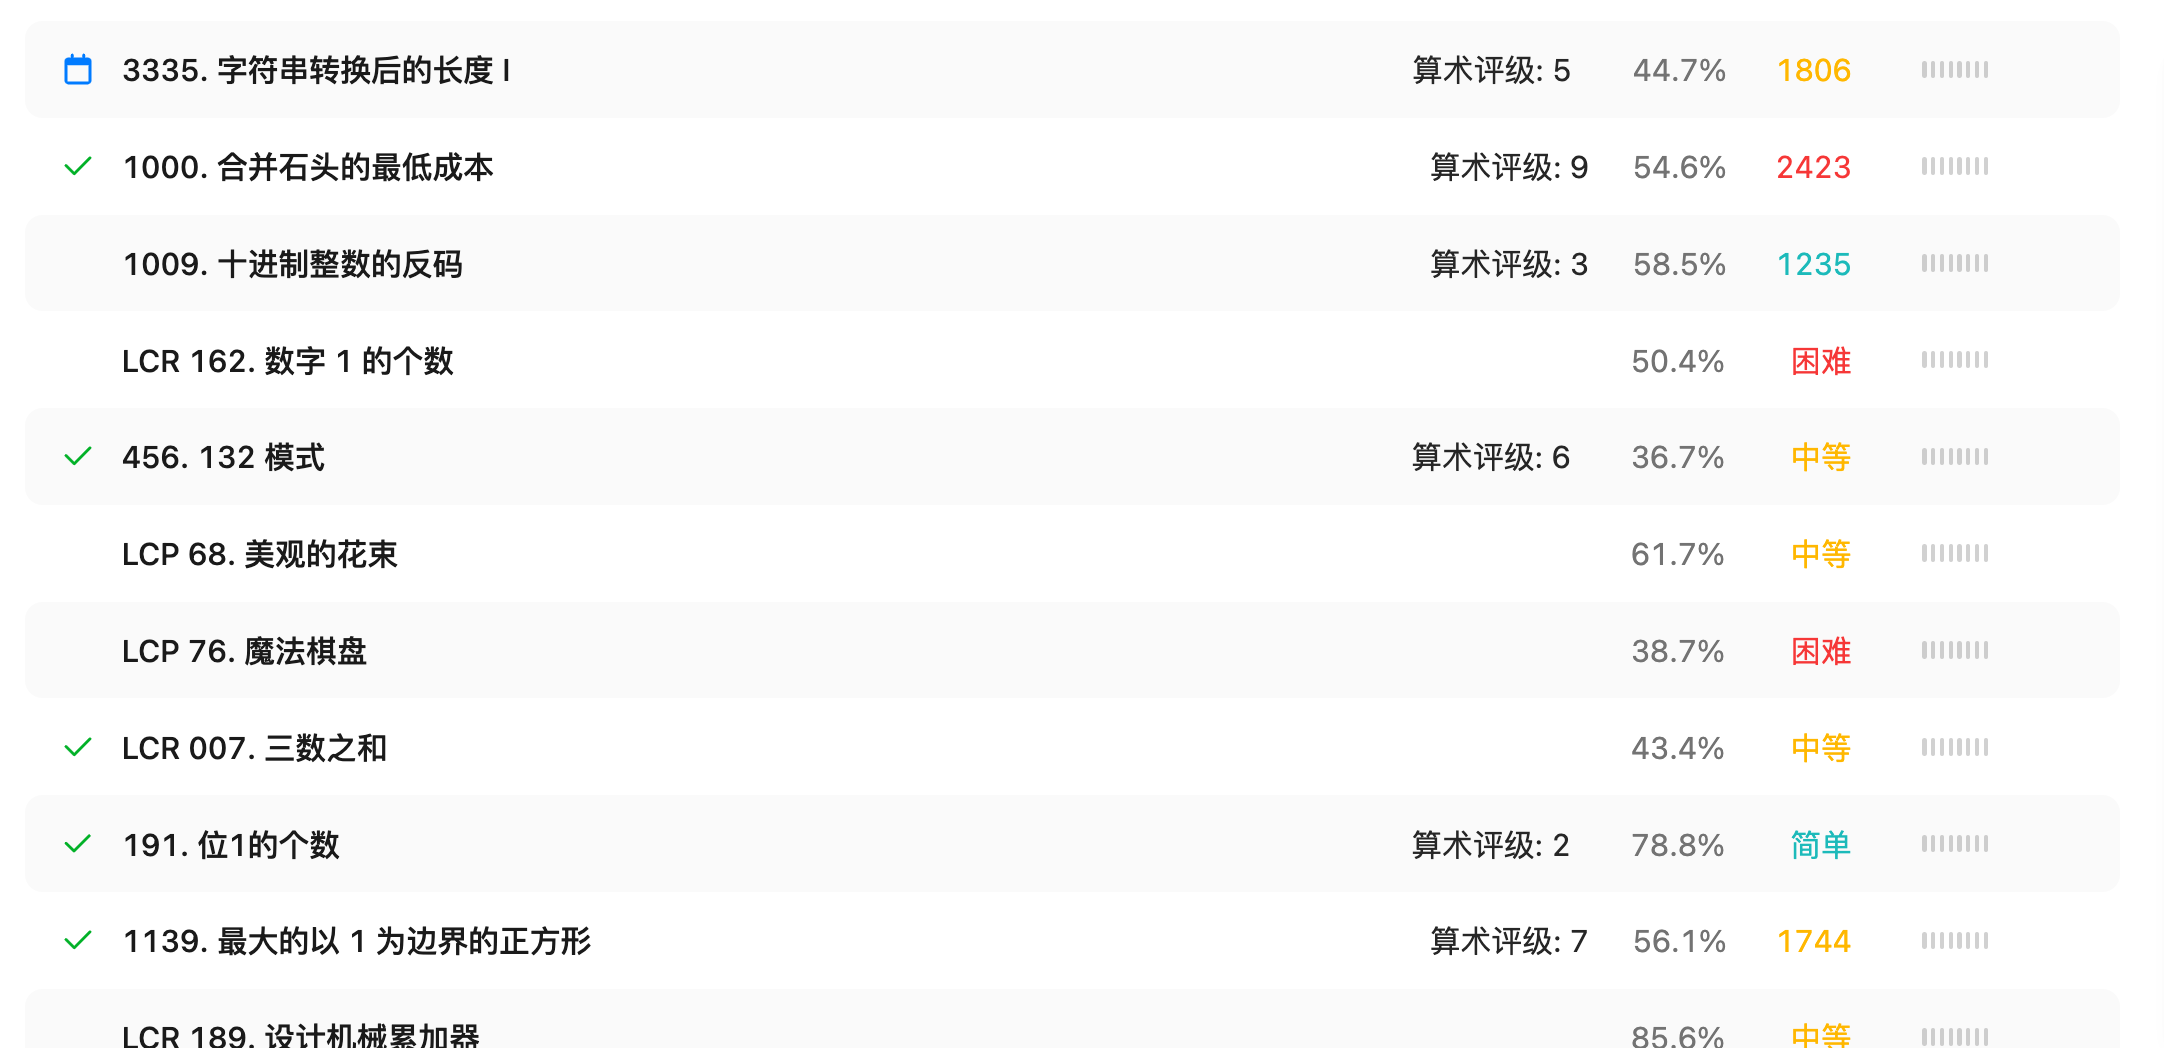 3335. 字符串转换后的长度 I 算术评级: 5 44.7% 1806
1000. 合并石头的最低成本 算术评级: 9 54.6% 2423
1009. 十进制整数的反码 算术评级: 3 58.5% 1235
LCR 162. 数字 1 的个数 50.4% 困难
456. 132 模式 算术评级: 6 36.7% 中等
LCP 68. 美观的花束 61.7% 中等
LCP 76. 魔法棋盘 38.7% 困难
LCR 007. 三数之和 43.4% 中等
191. 位1的个数 算术评级: 2 78.8% 简单
1139. 最大的以 1 为边界的正方形 算术评级: 7 56.1% 1744
LCR 189. 设计机械累加器 85.6% 中等